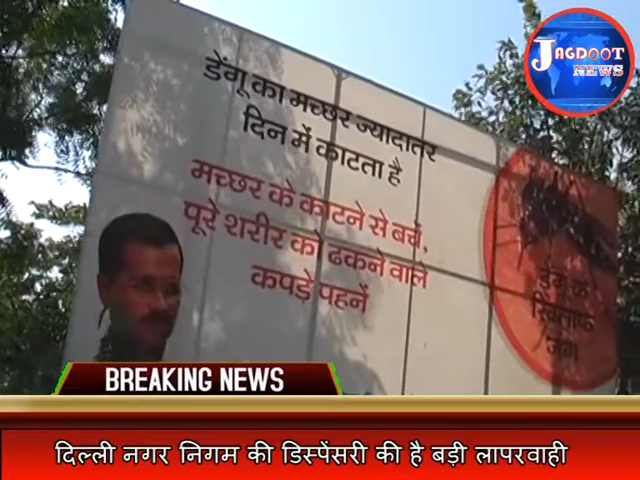 JAGDOOT
NEWS
डेंगू का मच्छर ज्यादातर
दिन में काटता है
मच्छर के काटने से बचें,
पूरे शरीर को ढकने वाले
कपड़े पहनें
डेंगू के
खिलाफ
जंग
BREAKING NEWS
दिल्ली नगर निगम की डिस्पेंसरी की है बड़ी लापरवाही